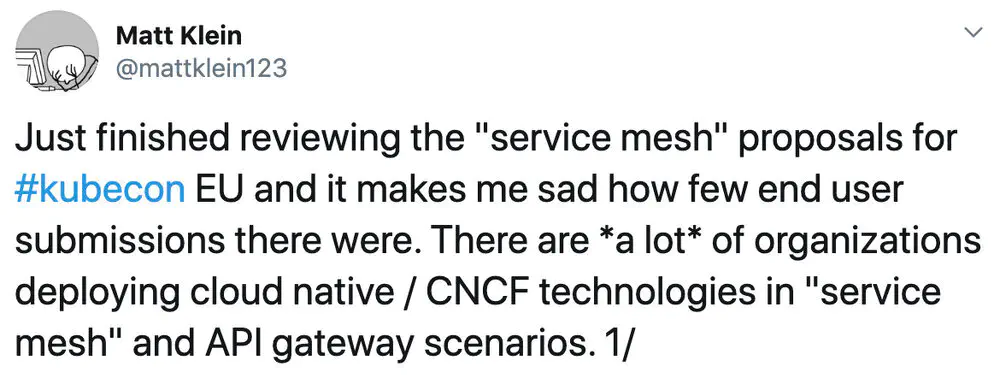 Matt Klein
@mattklein123
Just finished reviewing the "service mesh" proposals for
#kubecon EU and it makes me sad how few end user
submissions there were. There are *a lot* of organizations
deploying cloud native / CNCF technologies in "service
mesh" and API gateway scenarios. 1/